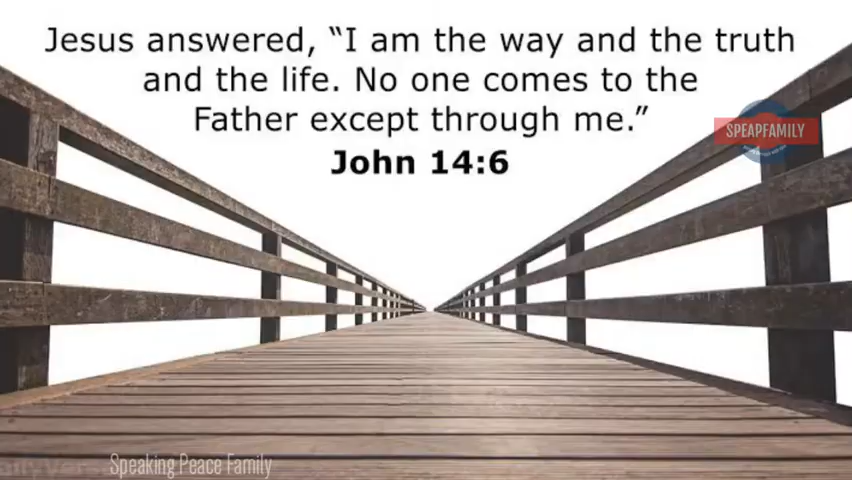 Jesus answered, “I am the way and the truth
and the life. No one comes to the
Father except through me.”
John 14:6
SPEAPFAMILY
Speaking Peace Family